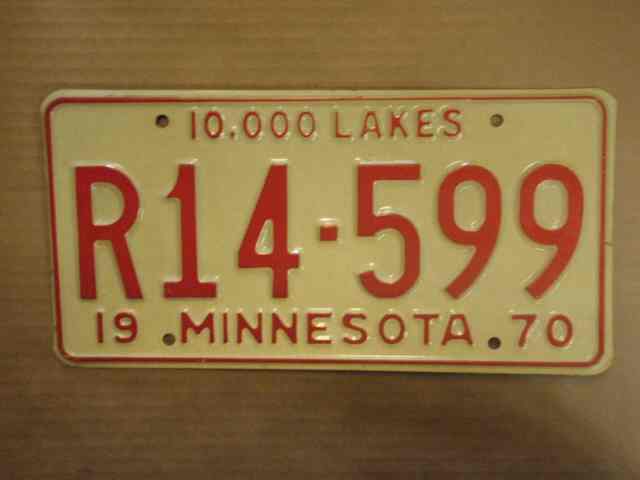 10,000 LAKES
R14-599
19 MINNESOTA 70